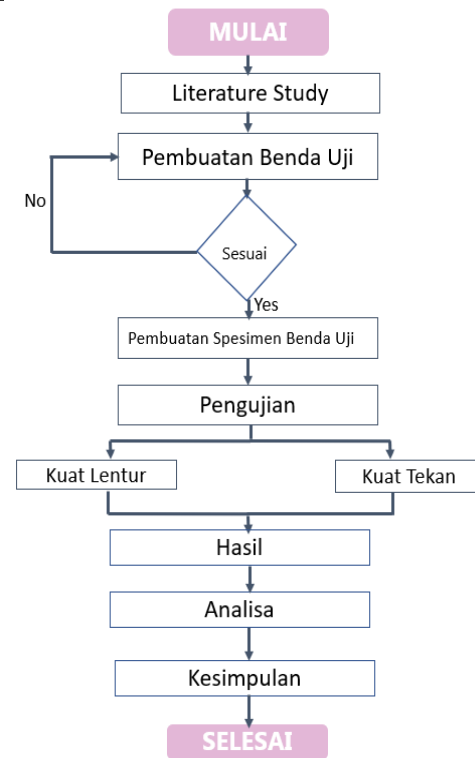 MULAI
Literature Study
Pembuatan Benda Uji
No
Sesuai
Yes
Pembuatan Spesimen Benda Uji
Pengujian
Kuat Lentur
Kuat Tekan
Hasil
Analisa
Kesimpulan
SELESAI